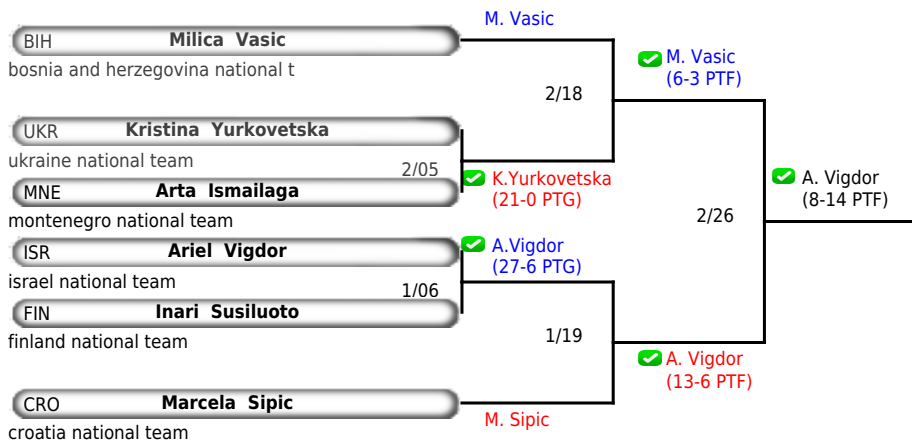 M. Vasic
BIH Milica Vasic
bosnia and herzegovina national t
M. Vasic
(6-3 PTF)
2/18
UKR Kristina Yurkovetska
ukraine national team
2/05
K.Yurkovetska
(21-0 PTG)
MNE Arta Ismailaga
montenegro national team
A. Vigdor
(8-14 PTF)
2/26
ISR Ariel Vigdor
israel national team
A.Vigdor
(27-6 PTG)
1/06
FIN Inari Susiluoto
finland national team
1/19
A. Vigdor
(13-6 PTF)
CRO Marcela Sipic
croatia national team
M. Sipic